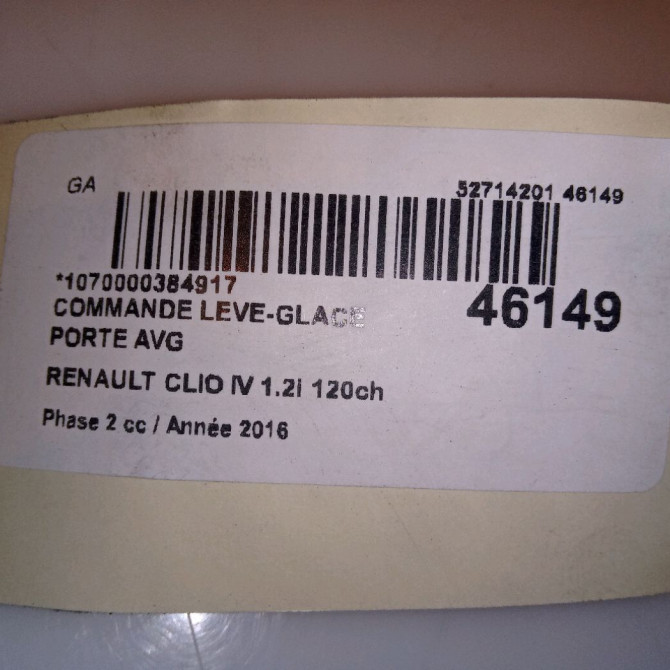 GA 52714201 46149
*1070000384917 46149
COMMANDE LEVE-GLACE
PORTE AVG
RENAULT CLIO IV 1.2i 120ch
Phase 2 cc / Année 2016